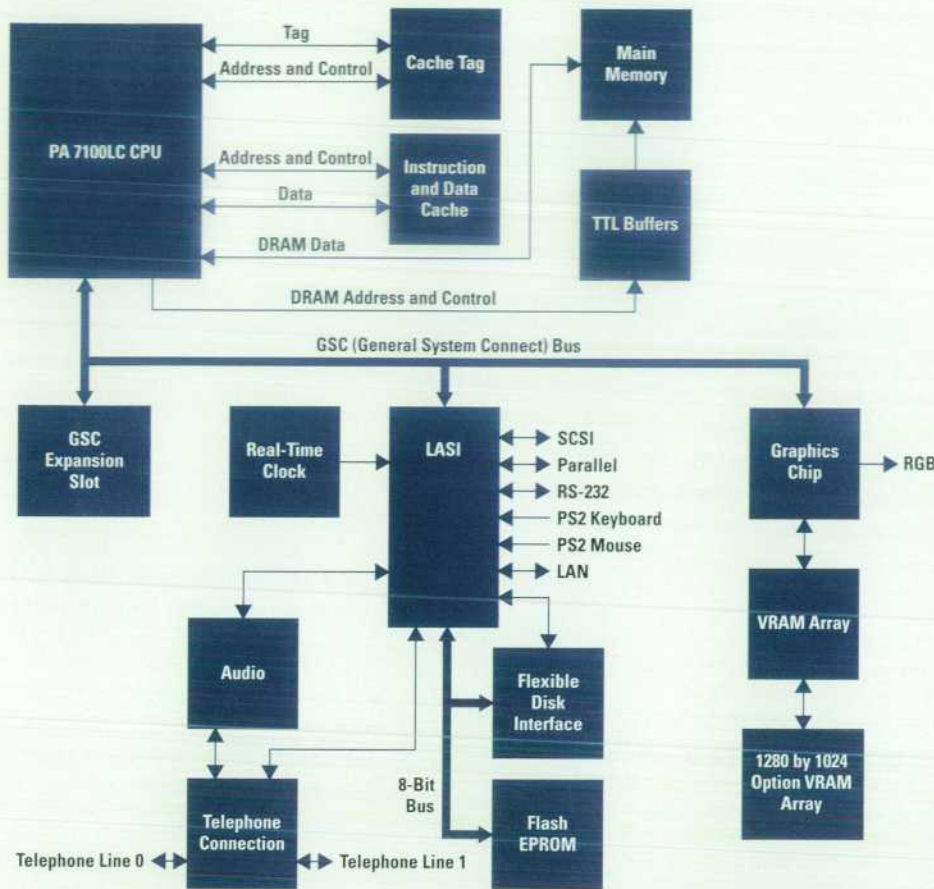 Tag
Cache Tag
Address and Control
Main
Memory
PA 7100LC CPU
Address and Control
Instruction
and Data
Cache
Data
TTL Buffers
DRAM Data
DRAM Address and Control
GSC (General System Connect) Bus
GSC
Expansion
Slot
Real-Time
Clock
LASI
SCSI
Parallel
RS-232
PS2 Keyboard
PS2 Mouse
LAN
Graphics
Chip
RGB
VRAM Array
Audio
Flexible
Disk
Interface
1280 by 1024
Option VRAM
Array
8-Bit
Bus
Telephone
Connection
Flash
EPROM
Telephone Line 0
Telephone Line 1